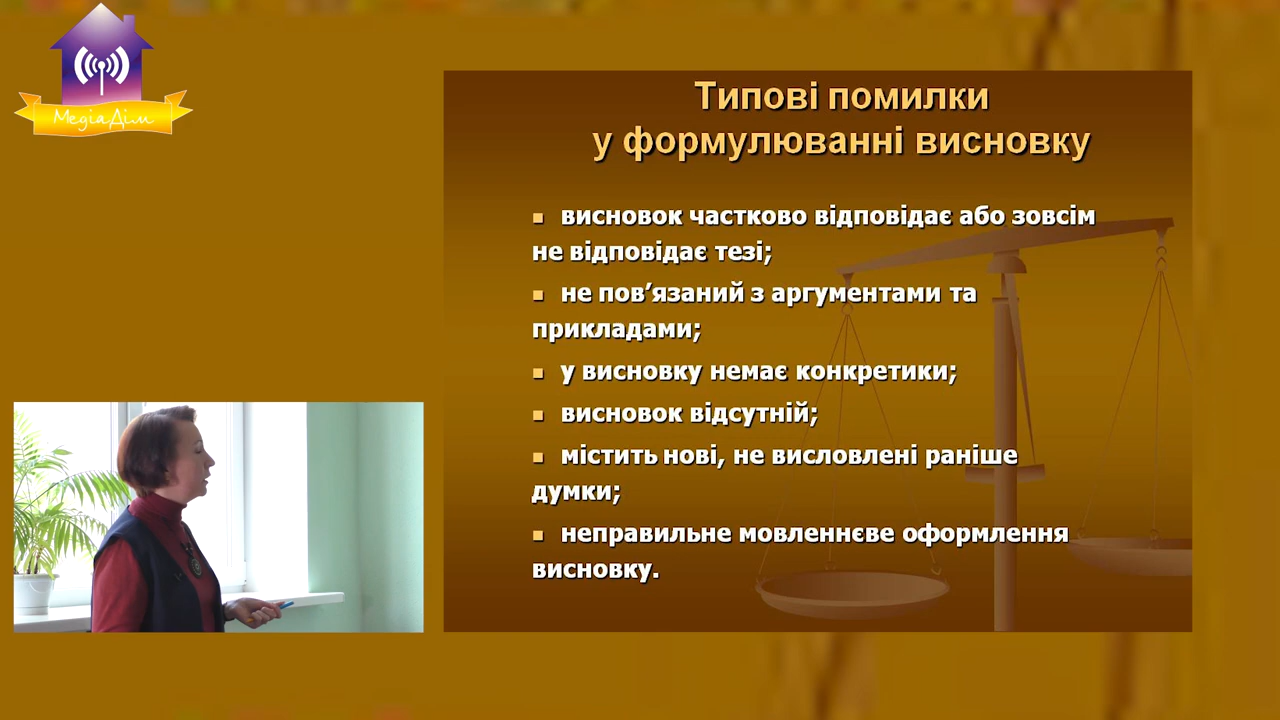 МедіаДім
Типові помилки
у формулюванні висновку
▪ висновок частково відповідає або зовсім
не відповідає тезі;
▪ не пов’язаний з аргументами та
прикладами;
▪ у висновку немає конкретики;
▪ висновок відсутній;
▪ містить нові, не висловлені раніше
думки;
▪ неправильне мовленнєве оформлення
висновку.